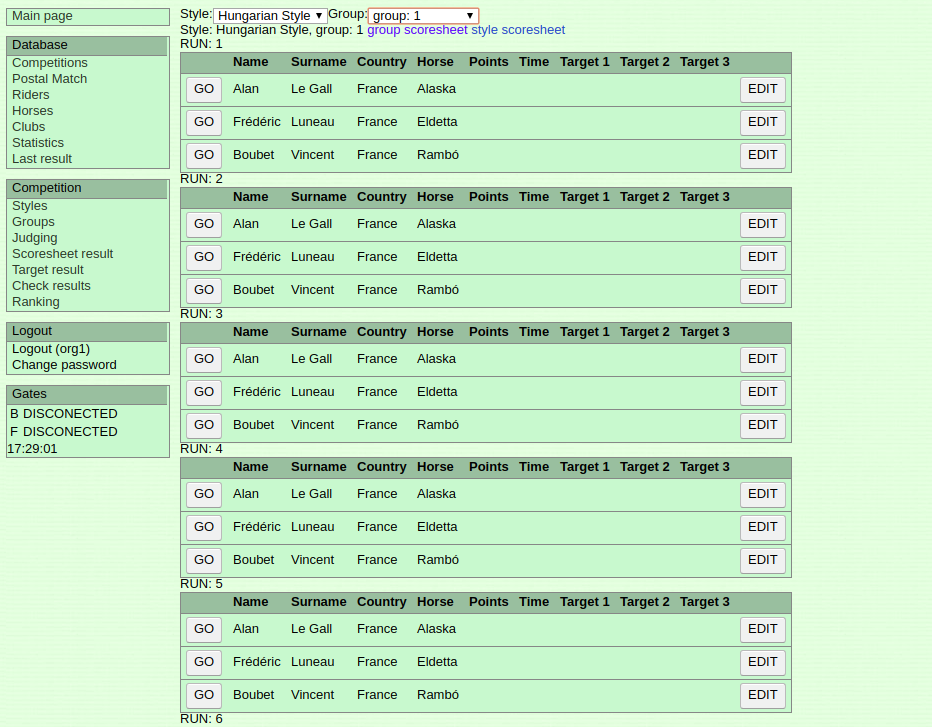 Main page
Database
Competitions
Postal Match
Riders
Horses
Clubs
Statistics
Last result
Competition
Styles
Groups
Judging
Scoresheet result
Target result
Check results
Ranking
Logout
Logout (org1)
Change password
Gates
B DISCONECTED
F DISCONECTED
17:29:01
Style: Hungarian Style Group: group: 1
Style: Hungarian Style, group: 1 group scoresheet style scoresheet
RUN: 1
Name Surname Country Horse Points Time Target 1 Target 2 Target 3
GO Alan Le Gall France Alaska EDIT
GO Frédéric Luneau France Eldetta EDIT
GO Boubet Vincent France Rambó EDIT
RUN: 2
Name Surname Country Horse Points Time Target 1 Target 2 Target 3
GO Alan Le Gall France Alaska EDIT
GO Frédéric Luneau France Eldetta EDIT
GO Boubet Vincent France Rambó EDIT
RUN: 3
Name Surname Country Horse Points Time Target 1 Target 2 Target 3
GO Alan Le Gall France Alaska EDIT
GO Frédéric Luneau France Eldetta EDIT
GO Boubet Vincent France Rambó EDIT
RUN: 4
Name Surname Country Horse Points Time Target 1 Target 2 Target 3
GO Alan Le Gall France Alaska EDIT
GO Frédéric Luneau France Eldetta EDIT
GO Boubet Vincent France Rambó EDIT
RUN: 5
Name Surname Country Horse Points Time Target 1 Target 2 Target 3
GO Alan Le Gall France Alaska EDIT
GO Frédéric Luneau France Eldetta EDIT
GO Boubet Vincent France Rambó EDIT
RUN: 6